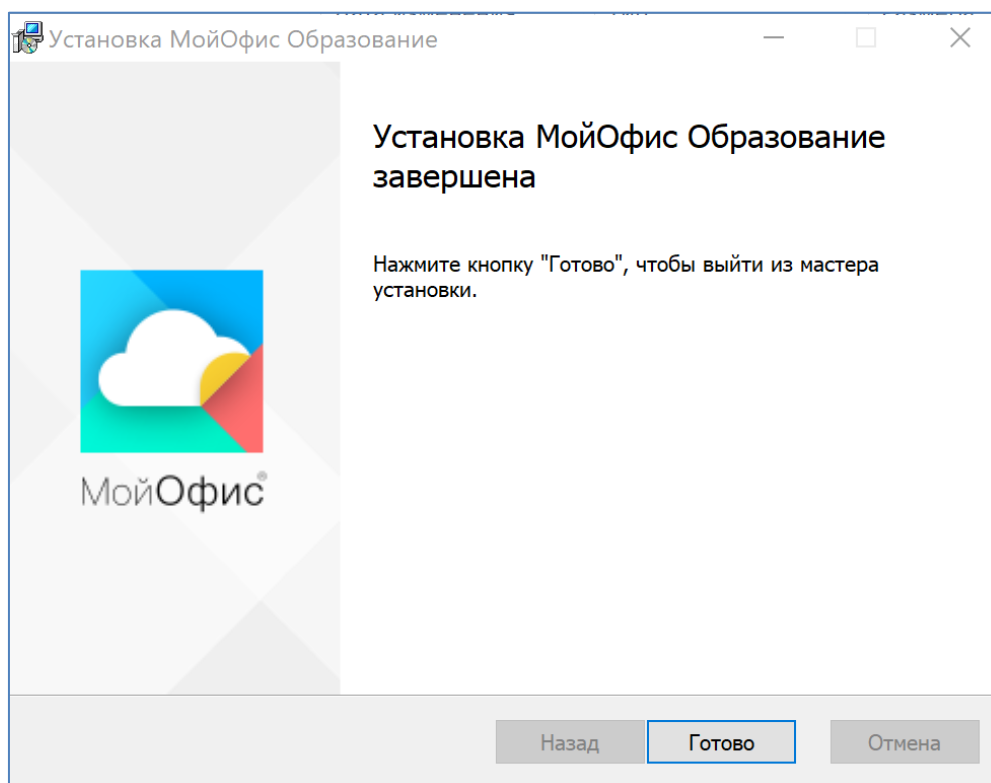 Установка МойОфис Образование
Установка МойОфис Образование
завершена
Нажмите кнопку "Готово", чтобы выйти из мастера
установки.
МойОфис®
Назад
Готово
Отмена